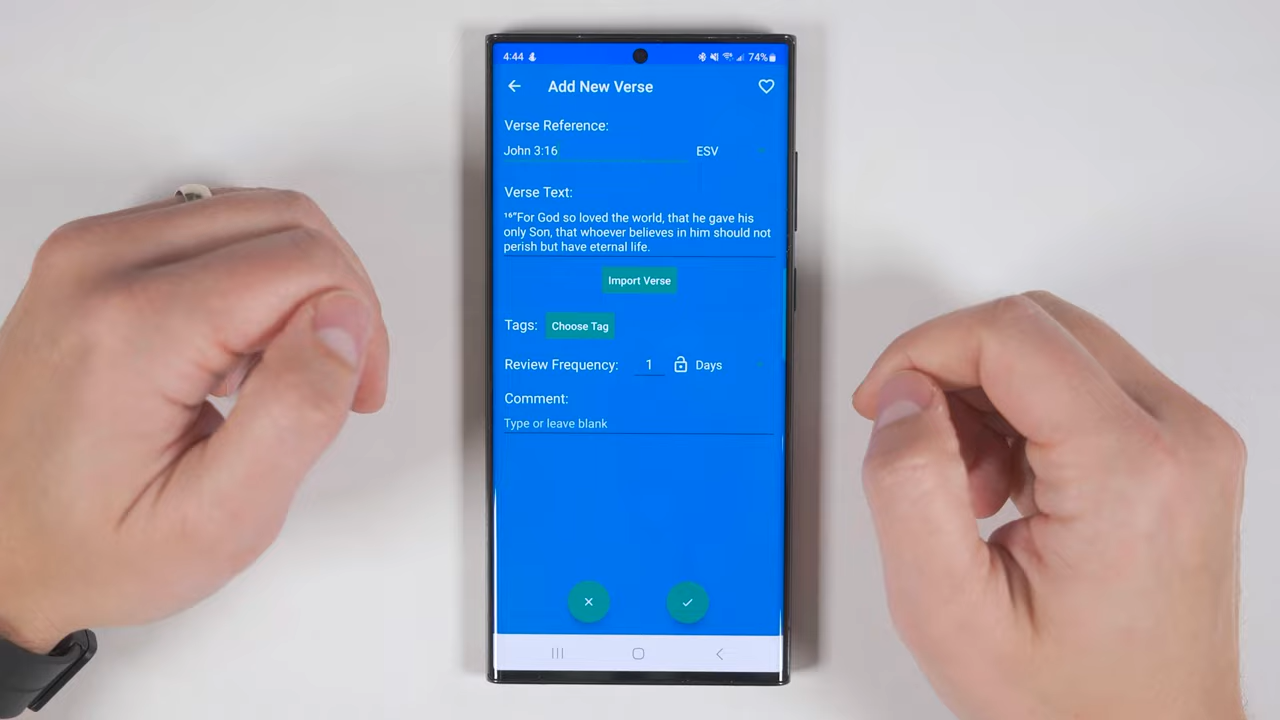 4:44 74%
Add New Verse
Verse Reference:
John 3:16 ESV
Verse Text:
¹⁶“For God so loved the world, that he gave his
only Son, that whoever believes in him should not
perish but have eternal life.
Import Verse
Tags: Choose Tag
Review Frequency: 1 Days
Comment:
Type or leave blank